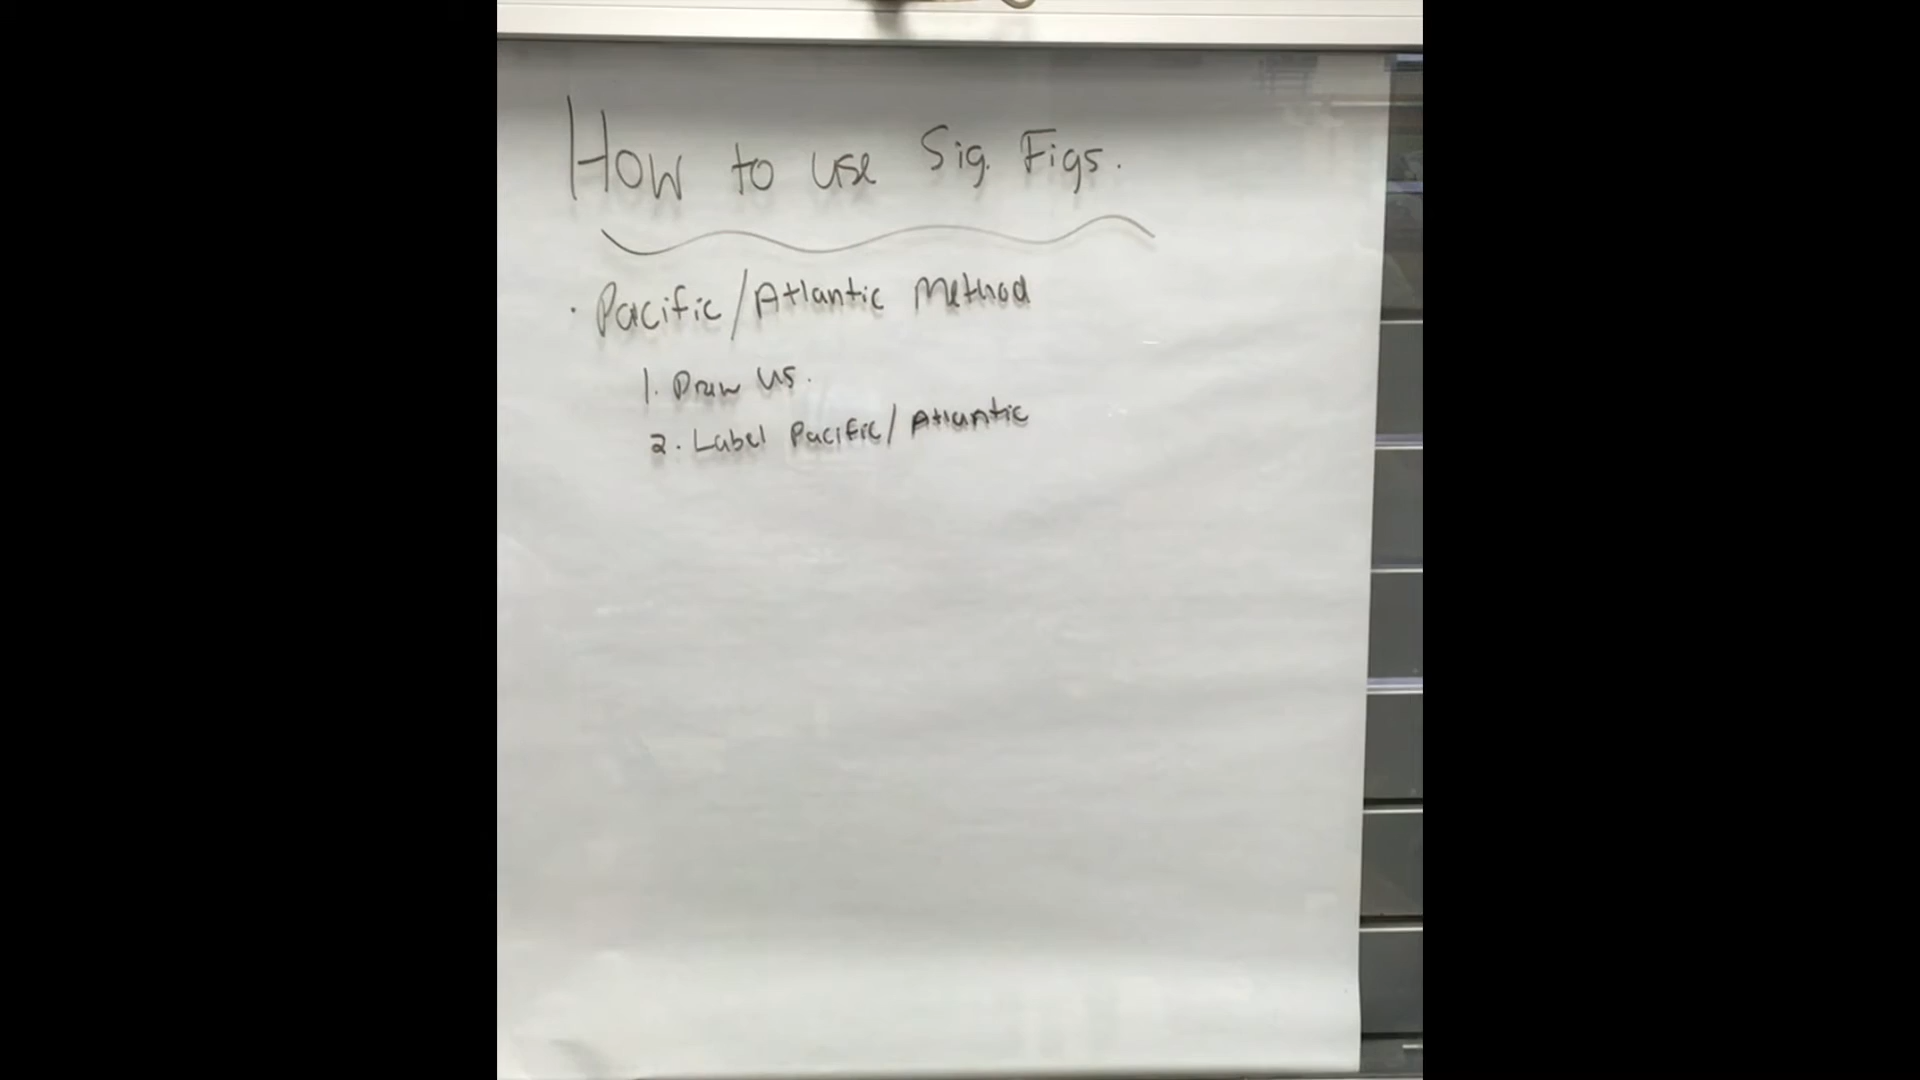 How to use Sig. Figs.
· Pacific/Atlantic Method
1. Draw US.
2. Label Pacific/Atlantic